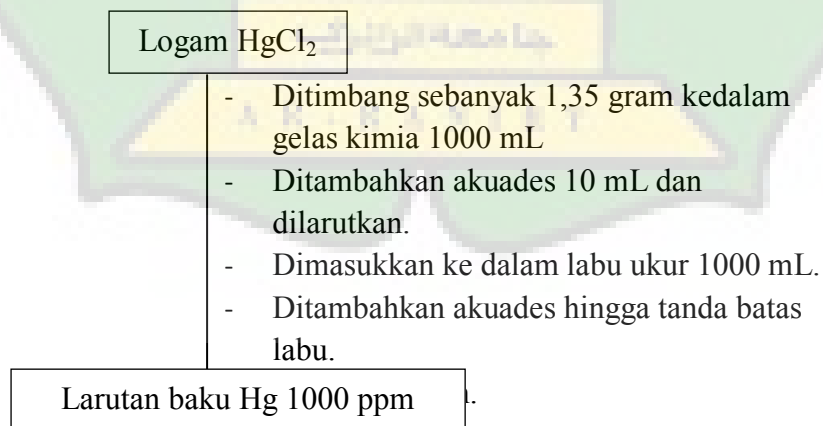 Logam HgCl₂
- Ditimbang sebanyak 1,35 gram kedalam
gelas kimia 1000 mL
- Ditambahkan akuades 10 mL dan
dilarutkan.
- Dimasukkan ke dalam labu ukur 1000 mL.
- Ditambahkan akuades hingga tanda batas
labu.
Larutan baku Hg 1000 ppm